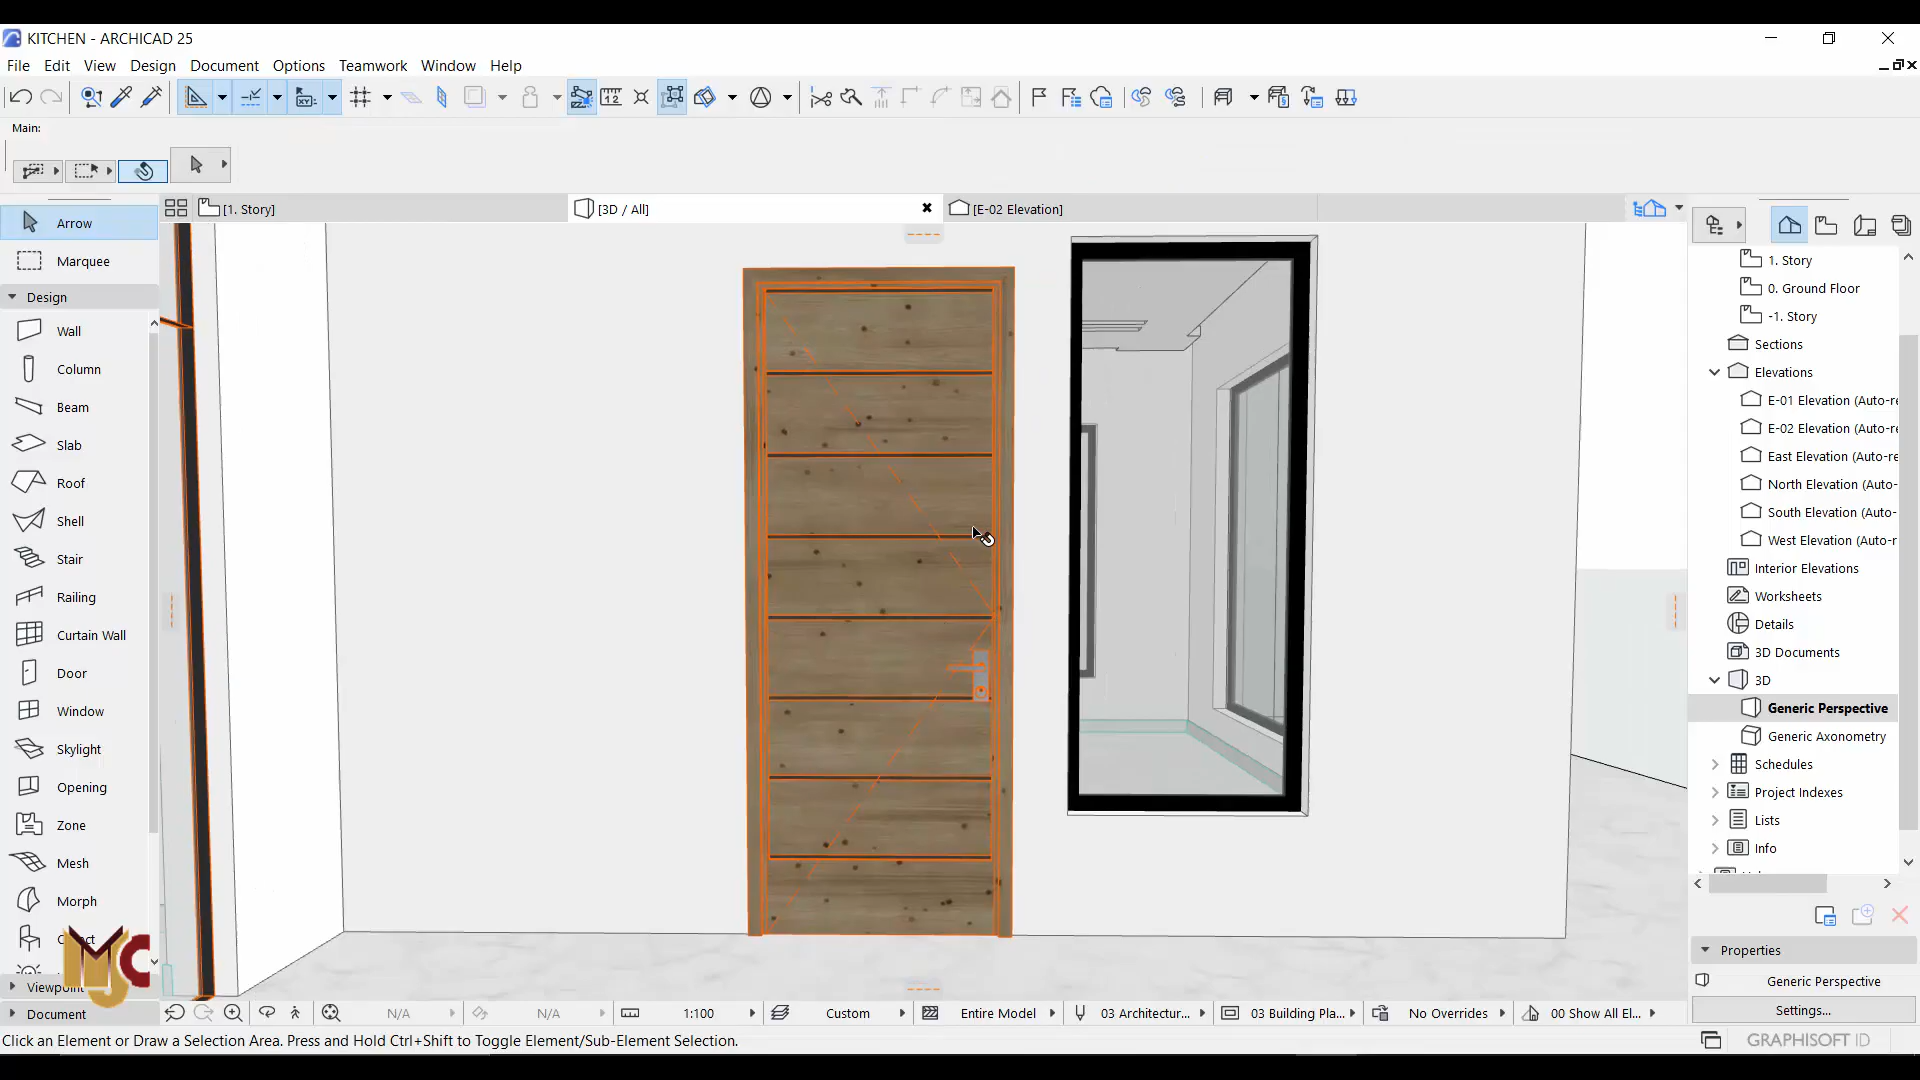 KITCHEN - ARCHICAD 25
File Edit View Design Document Options Teamwork Window Help
Main:
[1. Story]
[3D / All]
[E-02 Elevation]
Arrow
Marquee
Design
Wall
Column
Beam
Slab
Roof
Shell
Stair
Railing
Curtain Wall
Door
Window
Skylight
Opening
Zone
Mesh
Morph
MJC
Document
1. Story
0. Ground Floor
-1. Story
Sections
Elevations
E-01 Elevation (Auto-re
E-02 Elevation (Auto-re
East Elevation (Auto-re
North Elevation (Auto-
South Elevation (Auto-
West Elevation (Auto-r
Interior Elevations
Worksheets
Details
3D Documents
3D
Generic Perspective
Generic Axonometry
Schedules
Project Indexes
Lists
Info
Properties
Generic Perspective
Settings...
N/A
N/A
1:100
Custom
Entire Model
03 Architectur...
03 Building Pla...
No Overrides
00 Show All El...
Click an Element or Draw a Selection Area. Press and Hold Ctrl+Shift to Toggle Element/Sub-Element Selection.
GRAPHISOFT ID